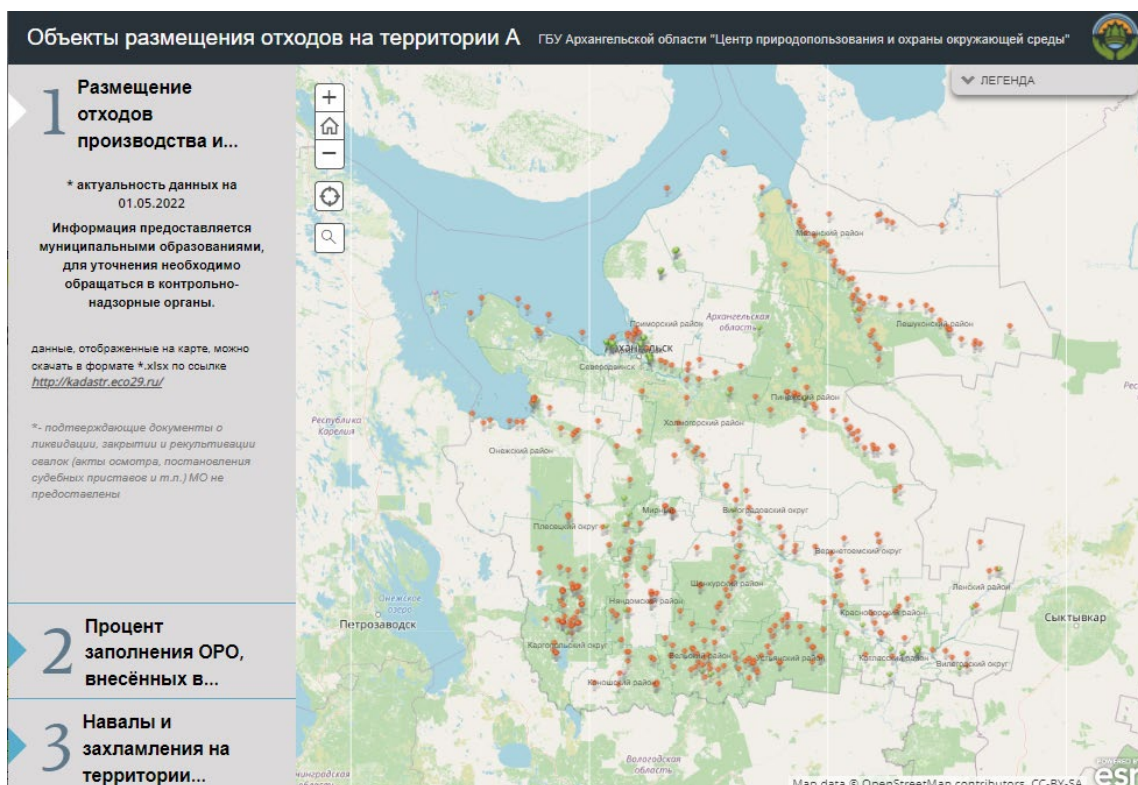 Объекты размещения отходов на территории А
ГБУ Архангельской области "Центр природопользования и охраны окружающей среды"
1
Размещение
отходов
производства и...
* актуальность данных на
01.05.2022
Информация предоставляется
муниципальными образованиями,
для уточнения необходимо
обращаться в контрольно-
надзорные органы.
данные, отображенные на карте, можно
скачать в формате *.xlsx по ссылке
http://kadastr.eco29.ru/
*- подтверждающие документы о
ликвидации, закрытии и рекультивации
свалок (акты осмотра, постановления
судебных приставов и т.п.) МО не
предоставлены
2
Процент
заполнения ОРО,
внесённых в...
3
Навалы и
захламления на
территории...
+
−
ЛЕГЕНДА
Мезенский район
Лешуконский район
Архангельская
область
Приморский район
Архангельск
Северодвинск
Пинежский район
Холмогорский район
Республика
Карелия
Онежский район
Мирный
Виноградовский округ
Плесецкий округ
Верхнетоемский округ
Шенкурский район
Ленский район
Няндомский район
Онежское
озеро
Петрозаводск
Красноборский район
Сыктывкар
Каргопольский округ
Вельский район
Устьянский район
Котласский
Вилегодский округ
Коношский район
Вологодская
область
Map data © OpenStreetMap contributors, CC-BY-SA
POWERED BY
esri